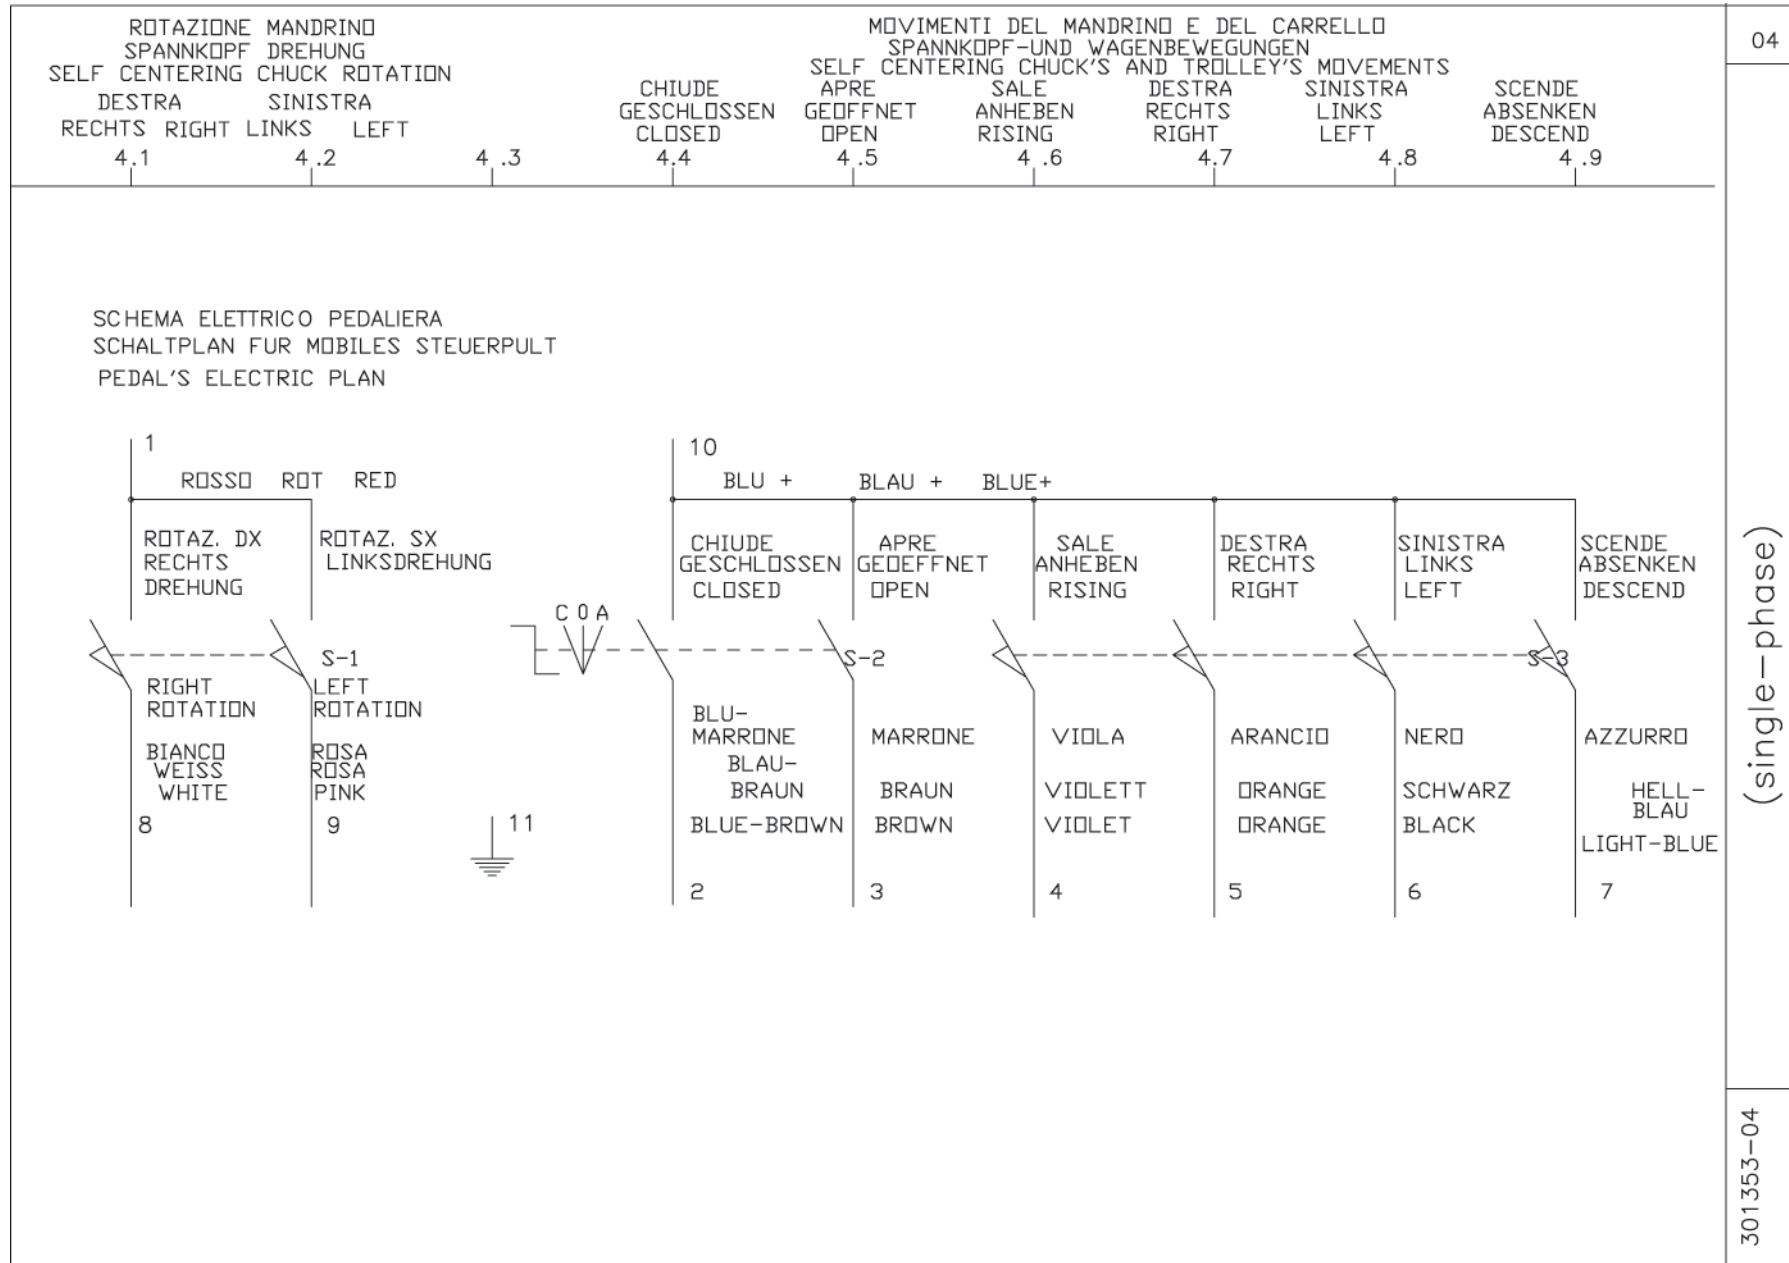 ROTAZIONE MANDRINO
SPANNKOPF DREHUNG
SELF CENTERING CHUCK ROTATION
DESTRA SINISTRA
RECHTS RIGHT LINKS LEFT
MOVIMENTI DEL MANDRINO E DEL CARRELLO
SPANNKOPF-UND WAGENBEWEGUNGEN
SELF CENTERING CHUCK'S AND TROLLEY'S MOVEMENTS
CHIUDE APRE SALE DESTRA SINISTRA SCENDE
GESCHLOSSEN GEOFFNET ANHEBEN RECHTS LINKS ABSENKEN
CLOSED OPEN RISING RIGHT LEFT DESCEND
4.1 4.2 4.3 4.4 4.5 4.6 4.7 4.8 4.9
04
SCHEMA ELETTRICO PEDALIERA
SCHALTPLAN FUR MOBILES STEUERPULT
PEDAL'S ELECTRIC PLAN
1
ROSSO ROT RED
ROTAZ. DX
RECHTS
DREHUNG
ROTAZ. SX
LINKSDREHUNG
S-1
RIGHT
ROTATION
LEFT
ROTATION
BIANCO
WEISS
WHITE
ROSA
ROSA
PINK
8 9
11
C 0 A
10
BLU + BLAU + BLUE+
CHIUDE APRE SALE DESTRA SINISTRA SCENDE
GESCHLOSSEN GEOEFFNET ANHEBEN RECHTS LINKS ABSENKEN
CLOSED OPEN RISING RIGHT LEFT DESCEND
S-2 S-3
BLU-
MARRONE MARRONE VIOLA ARANCIO NERO AZZURRO
BLAU-
BRAUN BRAUN VIOLETT ORANGE SCHWARZ HELL-
BLAU
BLUE-BROWN BROWN VIOLET ORANGE BLACK
LIGHT-BLUE
2 3 4 5 6 7
(single-phase)
301353-04